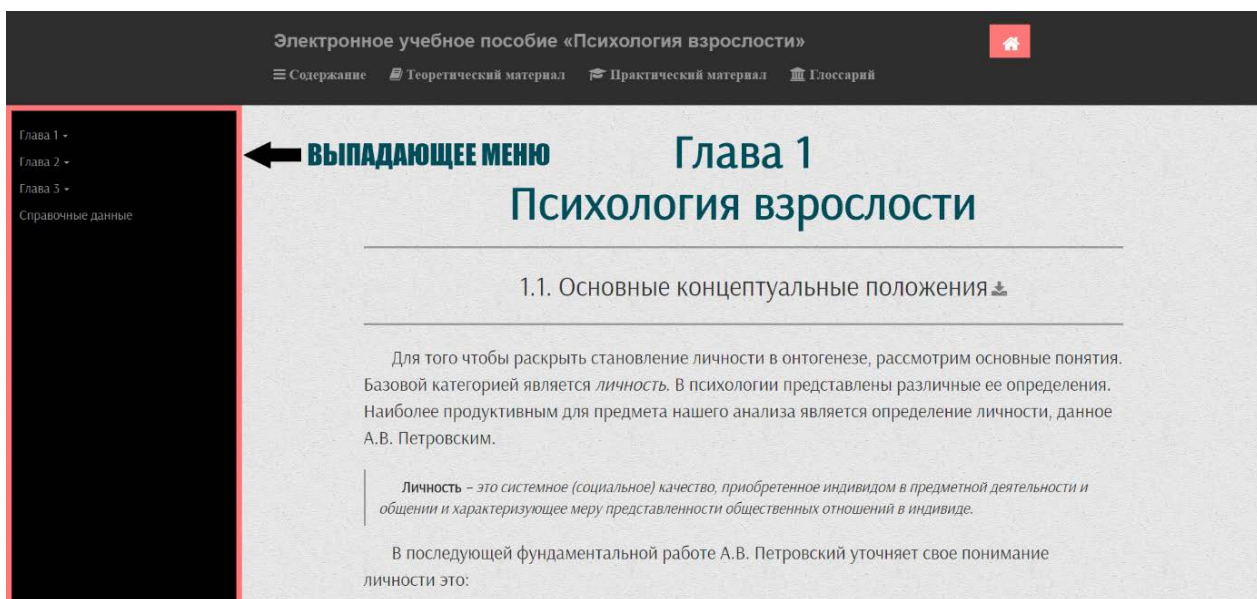 Электронное учебное пособие «Психология взрослости»
Содержание Теоретический материал Практический материал Глоссарий
Глава 1
Глава 2
Глава 3
Справочные данные
ВЫПАДАЮЩЕЕ МЕНЮ
Глава 1
Психология взрослости
1.1. Основные концептуальные положения
Для того чтобы раскрыть становление личности в онтогенезе, рассмотрим основные понятия.
Базовой категорией является личность. В психологии представлены различные ее определения.
Наиболее продуктивным для предмета нашего анализа является определение личности, данное
А.В. Петровским.
Личность – это системное (социальное) качество, приобретенное индивидом в предметной деятельности и
общении и характеризующее меру представленности общественных отношений в индивиде.
В последующей фундаментальной работе А.В. Петровский уточняет свое понимание
личности это: